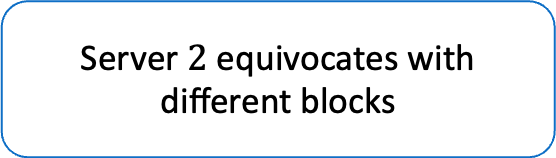 Server 2 equivocates with
different blocks